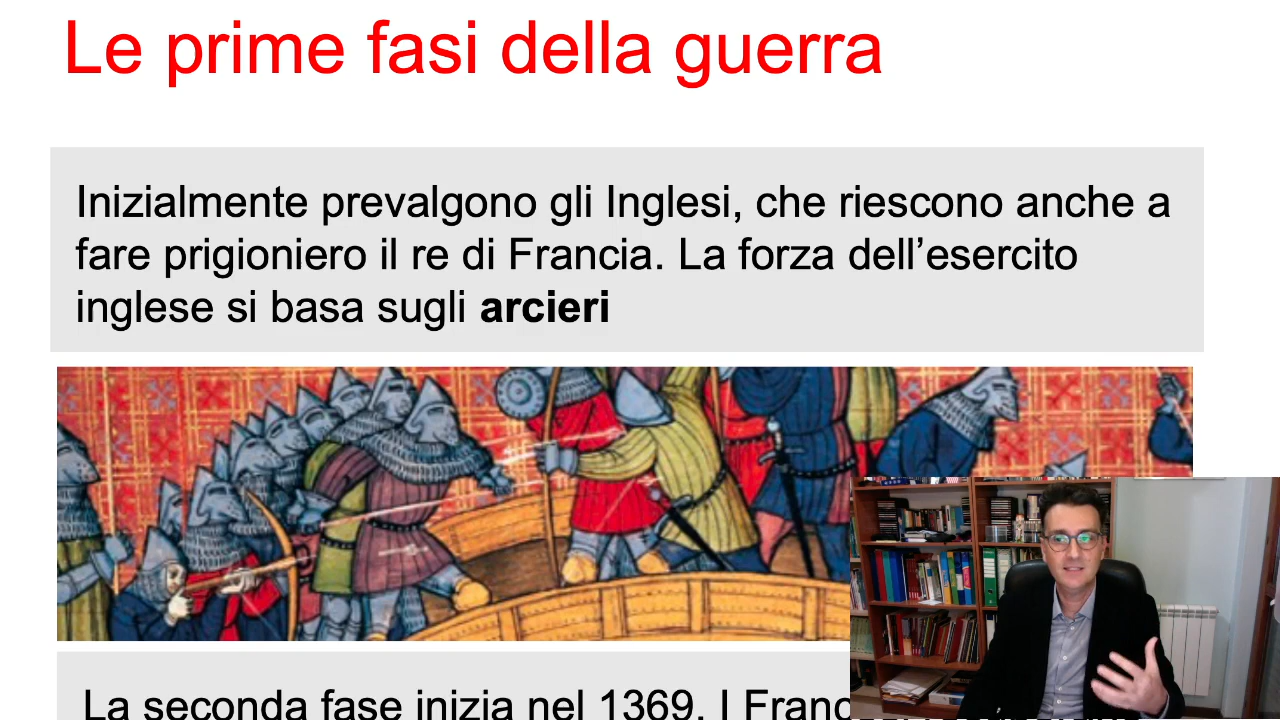 Le prime fasi della guerra
Inizialmente prevalgono gli Inglesi, che riescono anche a
fare prigioniero il re di Francia. La forza dell’esercito
inglese si basa sugli arcieri
La seconda fase inizia nel 1369. I